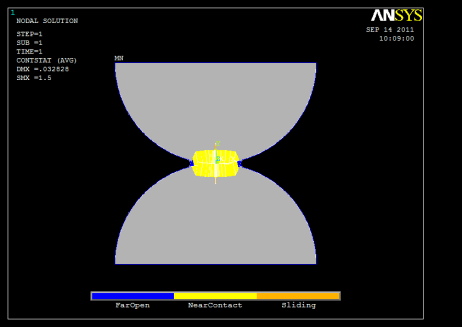 1
NODAL SOLUTION
ANSYS
SEP 14 2011
10:09:00
STEP=1
SUB =1
TIME=1
CONTSTAT (AVG)
DMX =.032828
SMX =1.5
MN
FarOpen NearContact Sliding